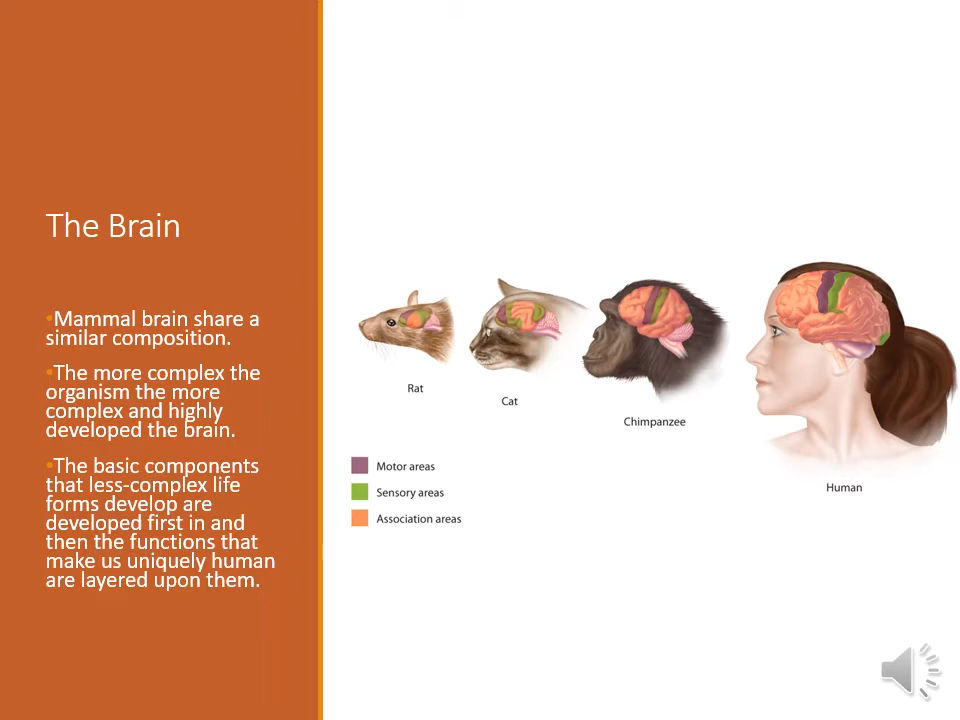 The Brain
•Mammal brain share a
similar composition.
•The more complex the
organism the more
complex and highly
developed the brain.
•The basic components
that less-complex life
forms develop are
developed first in and
then the functions that
make us uniquely human
are layered upon them.
Rat
Cat
Chimpanzee
Human
Motor areas
Sensory areas
Association areas